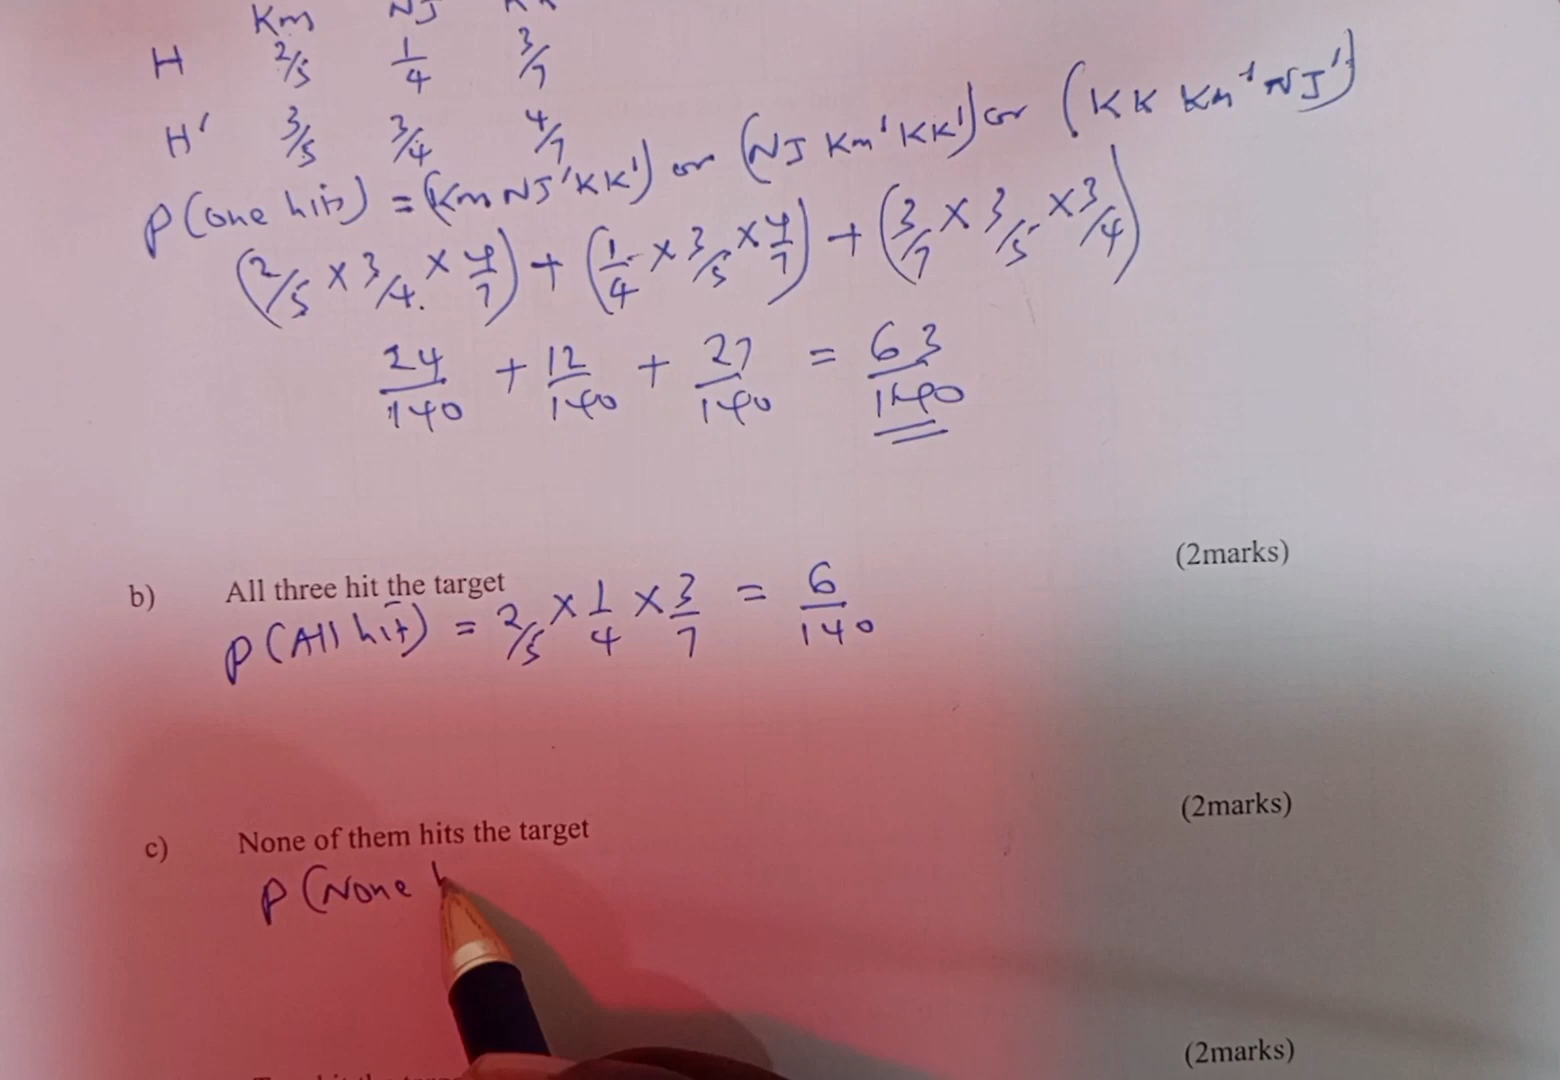 Km NJ
H 2/5 1/4 3/7
H' 3/5 3/4 4/7
P(one hits) = (Km NJ' KK') or (NJ Km' KK') or (KK Km' NJ')
(2/5 × 3/4 × 4/7) + (1/4 × 3/5 × 4/7) + (3/7 × 3/5 × 3/4)
24/140 + 12/140 + 27/140 = 63/140
(2marks)
b) All three hit the target
P(All hit) = 2/5 × 1/4 × 3/7 = 6/140
(2marks)
c) None of them hits the target
P(None
(2marks)